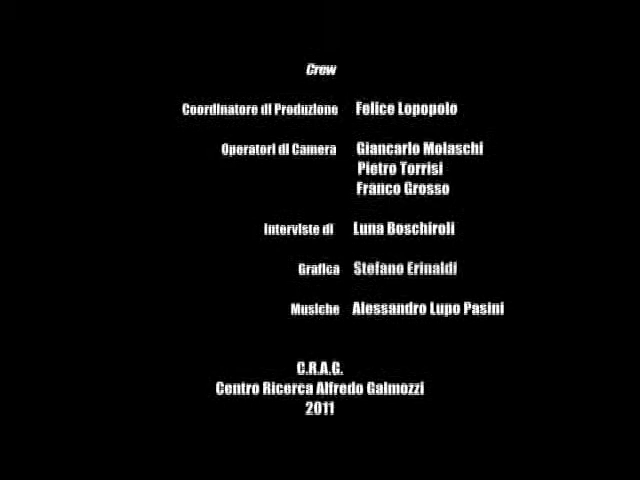 Crew
Coordinatore di Produzione Felice Lopopolo
Operatori di Camera Giancarlo Molaschi
Pietro Torrisi
Franco Grosso
Interviste di Luna Boschiroli
Grafica Stefano Erinaldi
Musiche Alessandro Lupo Pasini
C.R.A.G.
Centro Ricerca Alfredo Galmozzi
2011